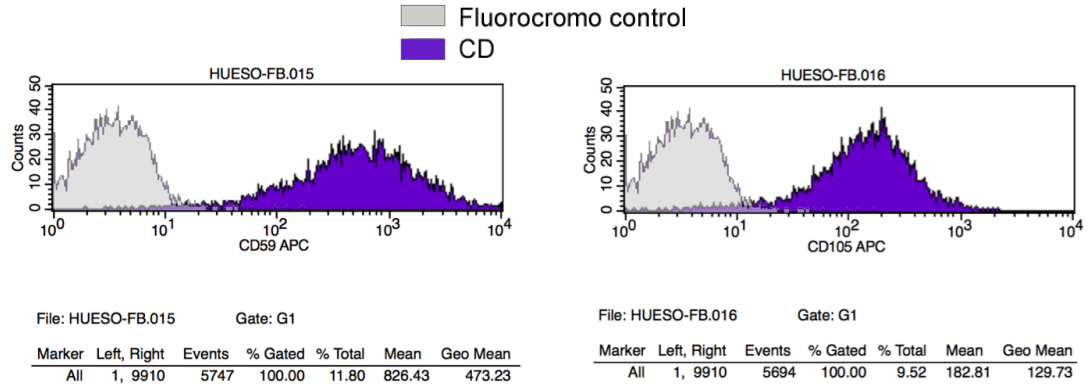 Fluorocromo control
CD
HUESO-FB.015
Counts
50
40
30
20
10
0
10⁰ 10¹ 10² 10³ 10⁴
CD59 APC
File: HUESO-FB.015 Gate: G1
Marker Left, Right Events % Gated % Total Mean Geo Mean
All 1, 9910 5747 100.00 11.80 826.43 473.23
HUESO-FB.016
Counts
50
40
30
20
10
0
10⁰ 10¹ 10² 10³ 10⁴
CD105 APC
File: HUESO-FB.016 Gate: G1
Marker Left, Right Events % Gated % Total Mean Geo Mean
All 1, 9910 5694 100.00 9.52 182.81 129.73